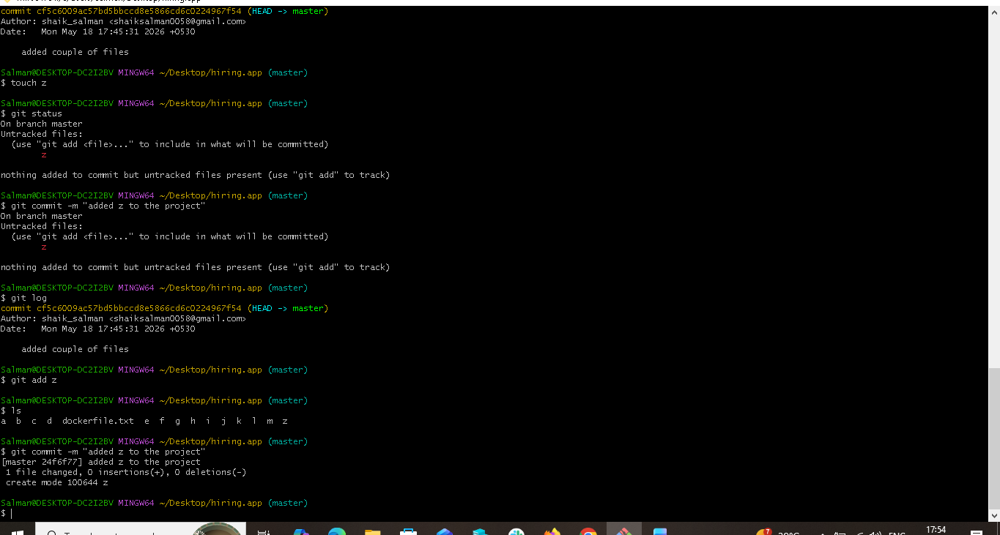 commit cf5c6009ac57bd5bbccd8e5866cd6c0224967f54 (HEAD -> master)
Author: shaik_salman <shaiksalman0058@gmail.com>
Date:   Mon May 18 17:45:31 2026 +0530
    added couple of files
Salman@DESKTOP-DC2I2BV MINGW64 ~/Desktop/hiring.app (master)
$ touch z
Salman@DESKTOP-DC2I2BV MINGW64 ~/Desktop/hiring.app (master)
$ git status
On branch master
Untracked files:
  (use "git add <file>..." to include in what will be committed)
        z
nothing added to commit but untracked files present (use "git add" to track)
Salman@DESKTOP-DC2I2BV MINGW64 ~/Desktop/hiring.app (master)
$ git commit -m "added z to the project"
On branch master
Untracked files:
  (use "git add <file>..." to include in what will be committed)
        z
nothing added to commit but untracked files present (use "git add" to track)
Salman@DESKTOP-DC2I2BV MINGW64 ~/Desktop/hiring.app (master)
$ git log
commit cf5c6009ac57bd5bbccd8e5866cd6c0224967f54 (HEAD -> master)
Author: shaik_salman <shaiksalman0058@gmail.com>
Date:   Mon May 18 17:45:31 2026 +0530
    added couple of files
Salman@DESKTOP-DC2I2BV MINGW64 ~/Desktop/hiring.app (master)
$ git add z
Salman@DESKTOP-DC2I2BV MINGW64 ~/Desktop/hiring.app (master)
$ ls
a  b  c  d  dockerfile.txt  e  f  g  h  i  j  k  l  m  z
Salman@DESKTOP-DC2I2BV MINGW64 ~/Desktop/hiring.app (master)
$ git commit -m "added z to the project"
[master 24f6f77] added z to the project
 1 file changed, 0 insertions(+), 0 deletions(-)
 create mode 100644 z
Salman@DESKTOP-DC2I2BV MINGW64 ~/Desktop/hiring.app (master)
$
7
17:54